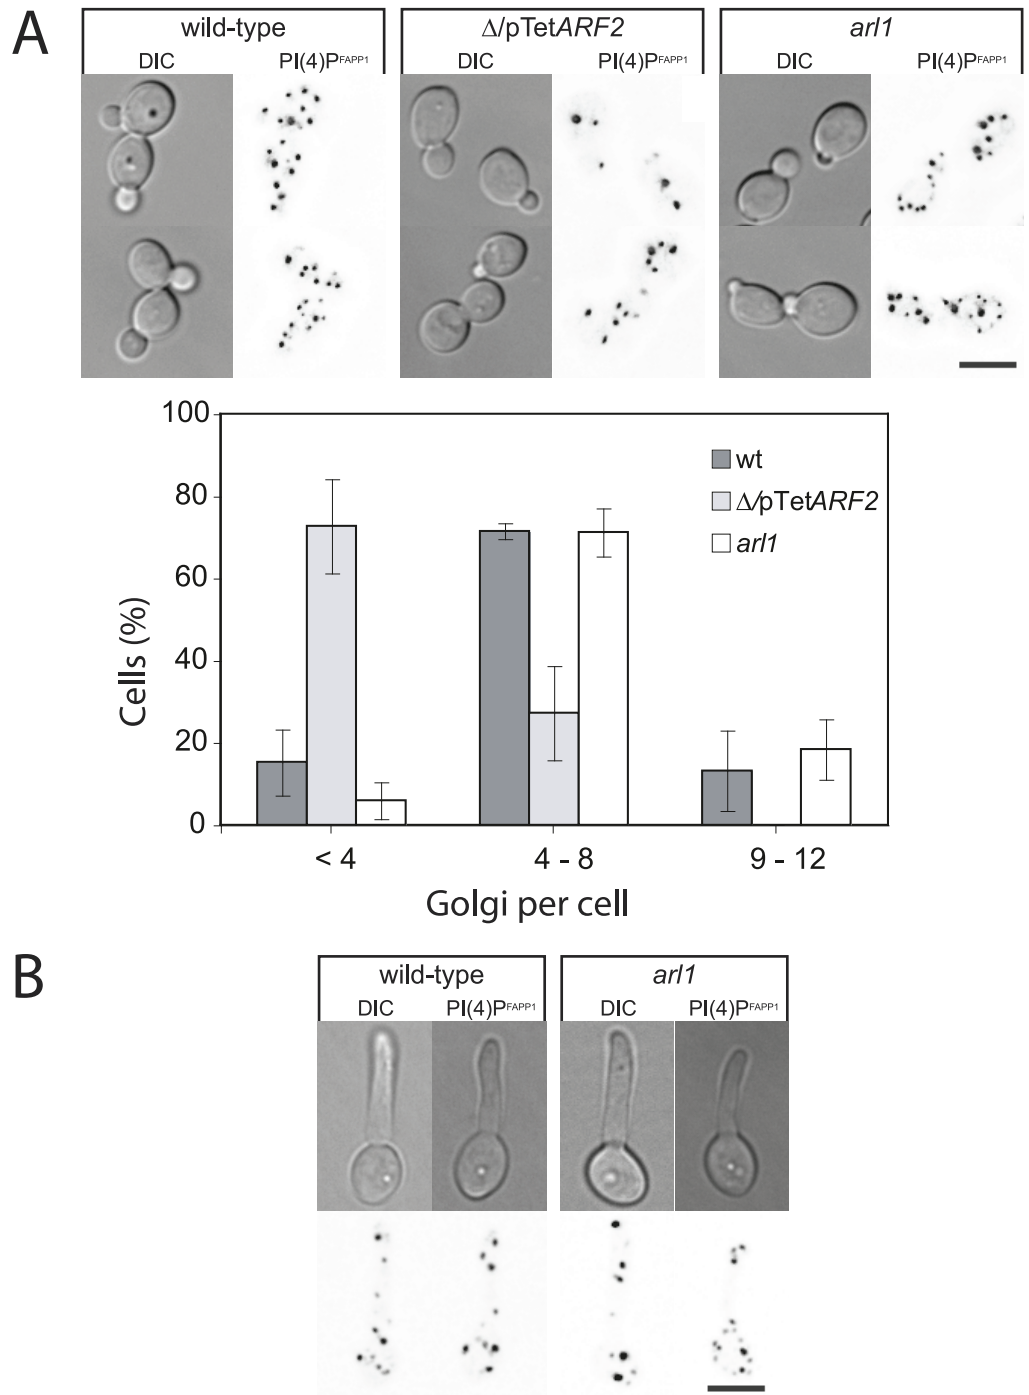 A
wild-type
Δ/pTetARF2
arl1
DIC
PI(4)PFAPP1
DIC
PI(4)PFAPP1
DIC
PI(4)PFAPP1
100
80
60
40
20
0
Cells (%)
wt
Δ/pTetARF2
arl1
< 4
4 - 8
9 - 12
Golgi per cell
B
wild-type
arl1
DIC
PI(4)PFAPP1
DIC
PI(4)PFAPP1